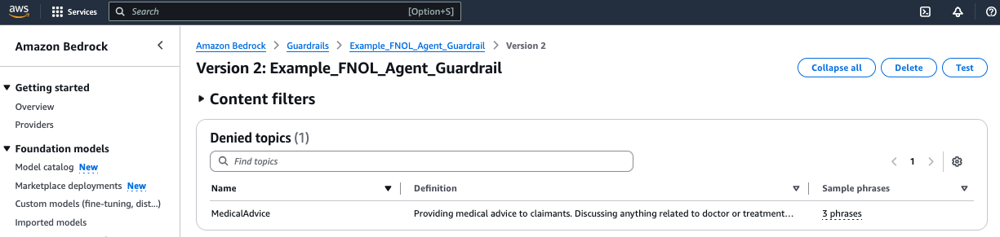 aws Services Search [Option+S]
Amazon Bedrock
Getting started
Overview
Providers
Foundation models
Model catalog New
Marketplace deployments New
Custom models (fine-tuning, dist...)
Imported models
Amazon Bedrock > Guardrails > Example_FNOL_Agent_Guardrail > Version 2
Version 2: Example_FNOL_Agent_Guardrail
Collapse all Delete Test
Content filters
Denied topics (1)
Find topics
1
Name Definition Sample phrases
MedicalAdvice Providing medical advice to claimants. Discussing anything related to doctor or treatment... 3 phrases